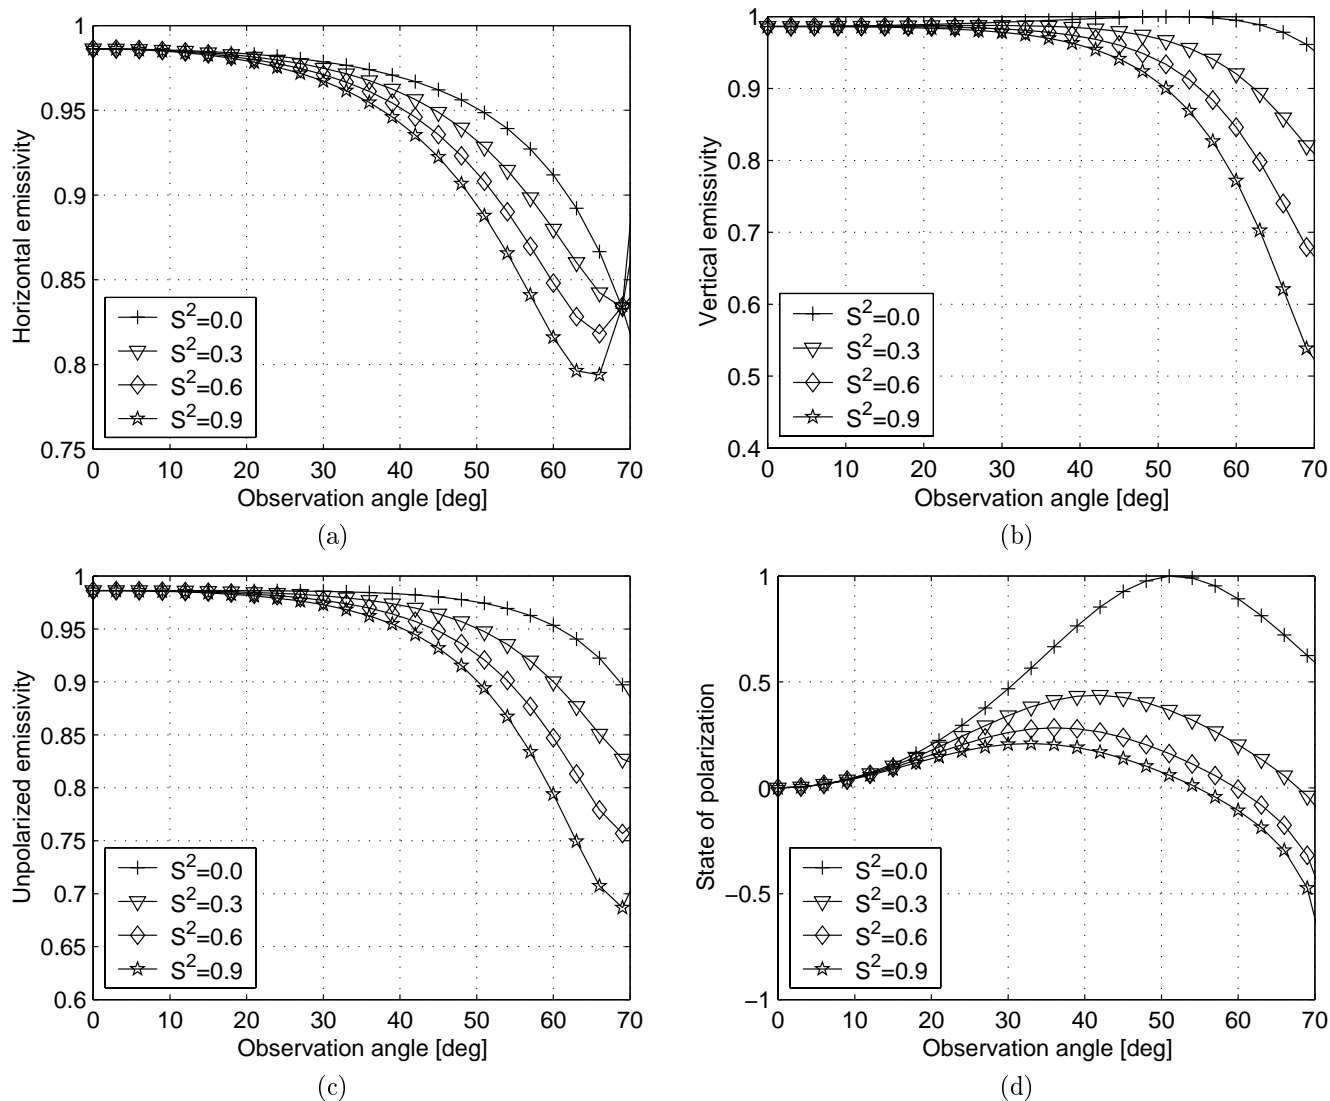 1
0.95
0.9
0.85
0.8
0.75
Horizontal emissivity
S²=0.0
S²=0.3
S²=0.6
S²=0.9
0 10 20 30 40 50 60 70
Observation angle [deg]
(a)
1
0.9
0.8
0.7
0.6
0.5
0.4
Vertical emissivity
S²=0.0
S²=0.3
S²=0.6
S²=0.9
0 10 20 30 40 50 60 70
Observation angle [deg]
(b)
1
0.95
0.9
0.85
0.8
0.75
0.7
0.65
0.6
Unpolarized emissivity
S²=0.0
S²=0.3
S²=0.6
S²=0.9
0 10 20 30 40 50 60 70
Observation angle [deg]
(c)
1
0.5
0
−0.5
−1
State of polarization
S²=0.0
S²=0.3
S²=0.6
S²=0.9
0 10 20 30 40 50 60 70
Observation angle [deg]
(d)